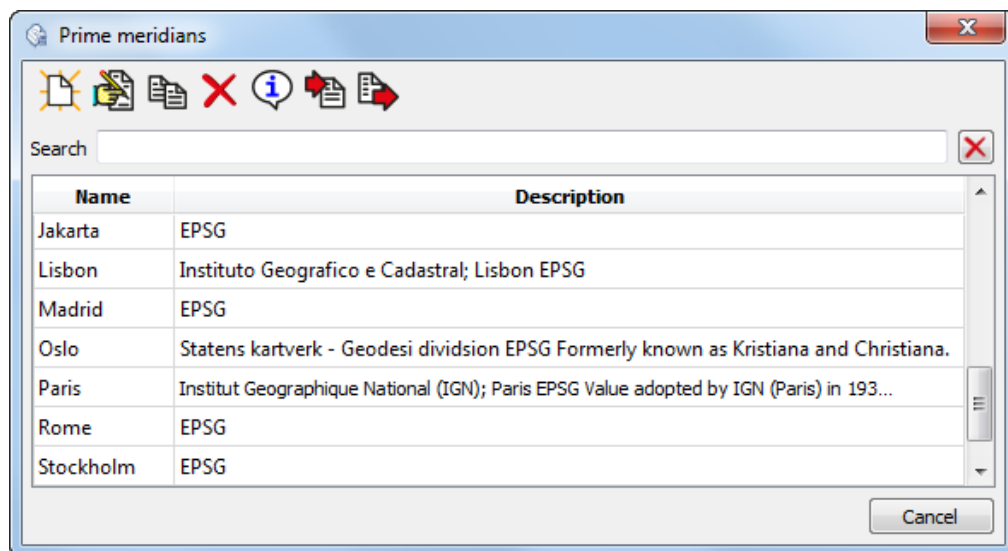 Prime meridians
Search
Name Description
Jakarta EPSG
Lisbon Instituto Geografico e Cadastral; Lisbon EPSG
Madrid EPSG
Oslo Statens kartverk - Geodesi dividsion EPSG Formerly known as Kristiana and Christiana.
Paris Institut Geographique National (IGN); Paris EPSG Value adopted by IGN (Paris) in 193...
Rome EPSG
Stockholm EPSG
Cancel